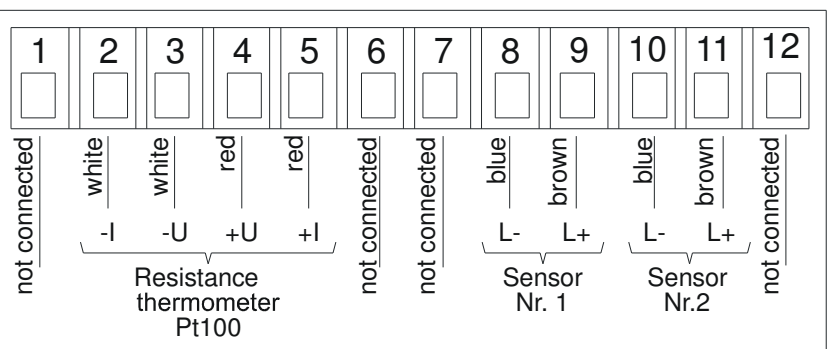 1 2 3 4 5 6 7 8 9 10 11 12
not connected white white red red not connected not connected blue brown blue brown not connected
-I -U +U +I L- L+ L- L+
Resistance
thermometer
Pt100
Sensor
Nr. 1
Sensor
Nr.2